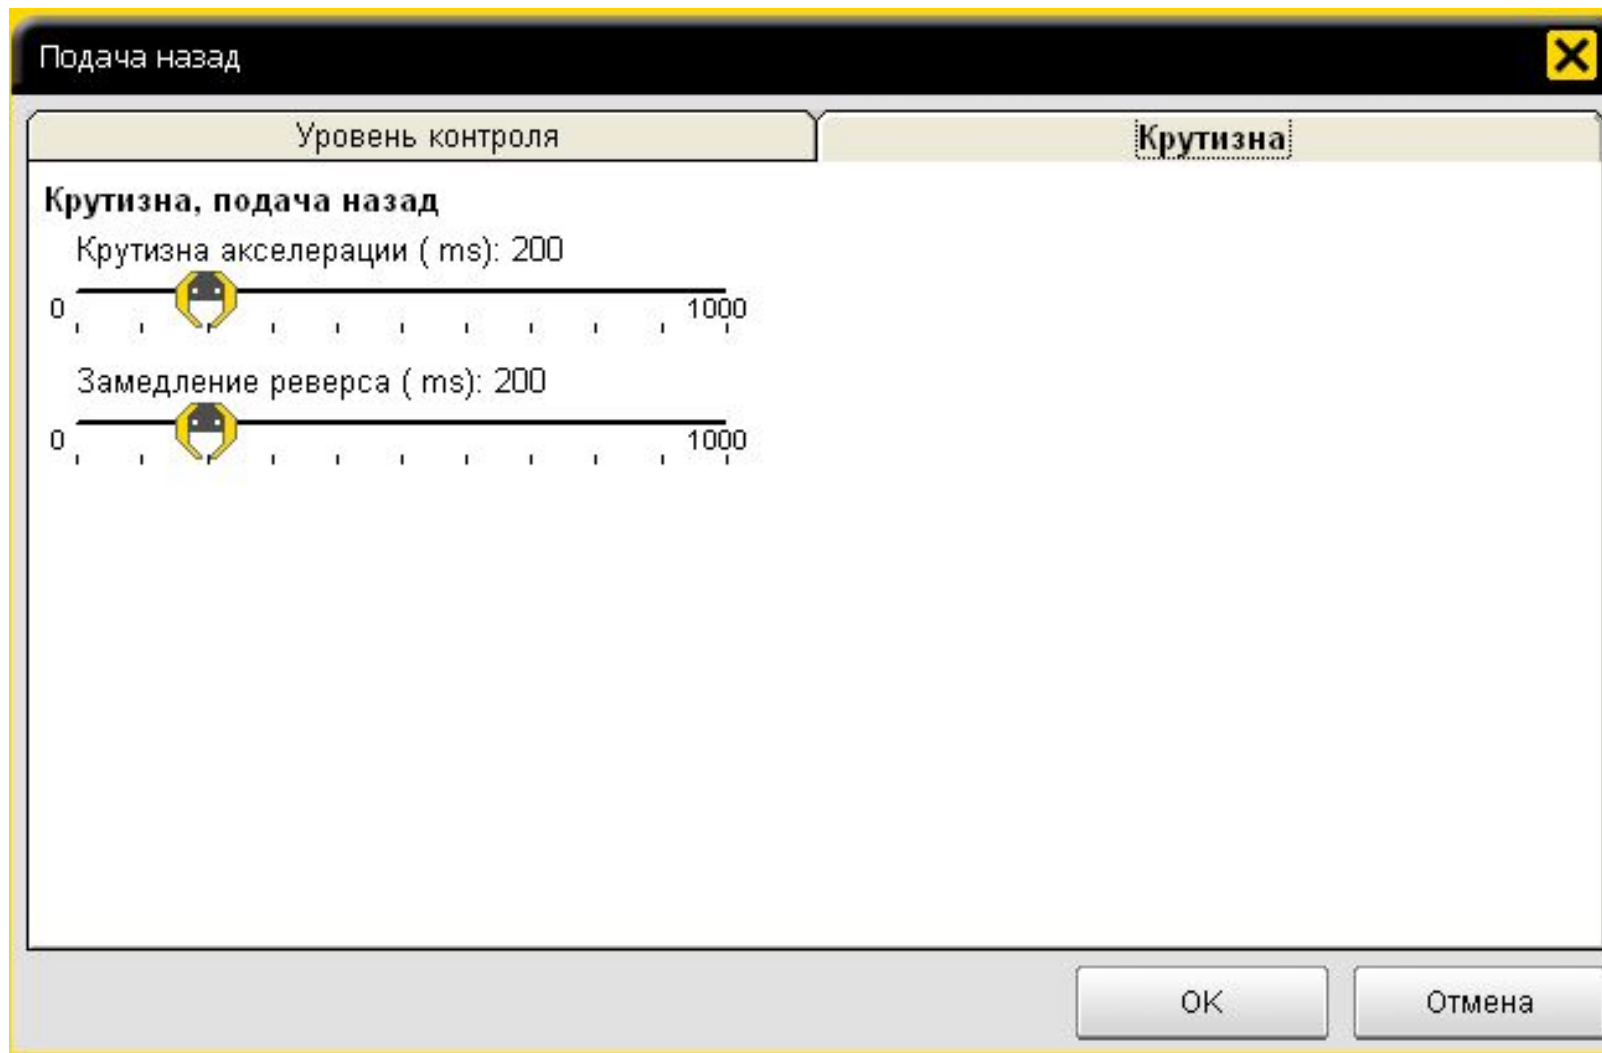 Подача назад
Уровень контроля
Крутизна
Крутизна, подача назад
Крутизна акселерации ( ms): 200
0
1000
Замедление реверса ( ms): 200
0
1000
OK
Отмена